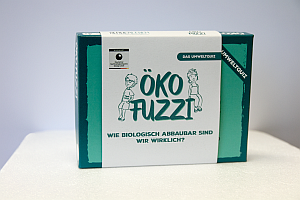 DAS UMWELTQUIZ
UMWELTQUIZ
ÖKO
FUZZI
WIE BIOLOGISCH ABBAUBAR SIND
WIR WIRKLICH?